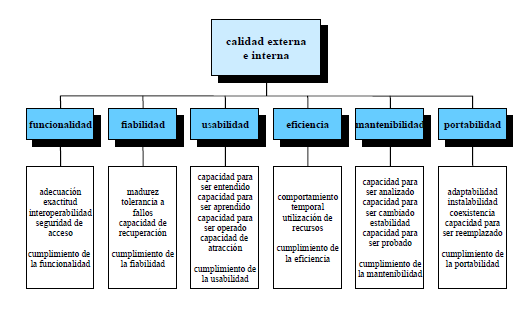 calidad externa
e interna
funcionalidad
fiabilidad
usabilidad
eficiencia
mantenibilidad
portabilidad
adecuación
exactitud
interoperabilidad
seguridad de
acceso
cumplimiento de
la funcionalidad
madurez
tolerancia a
fallos
capacidad de
recuperación
cumplimiento de
la fiabilidad
capacidad para
ser entendido
capacidad para
ser aprendido
capacidad para
ser operado
capacidad de
atracción
cumplimiento de
la usabilidad
comportamiento
temporal
utilización de
recursos
cumplimiento de
la eficiencia
capacidad para
ser analizado
capacidad para
ser cambiado
estabilidad
capacidad para
ser probado
cumplimiento de
la mantenibilidad
adaptabilidad
instalabilidad
coexistencia
capacidad para
ser reemplazado
cumplimiento de
la portabilidad